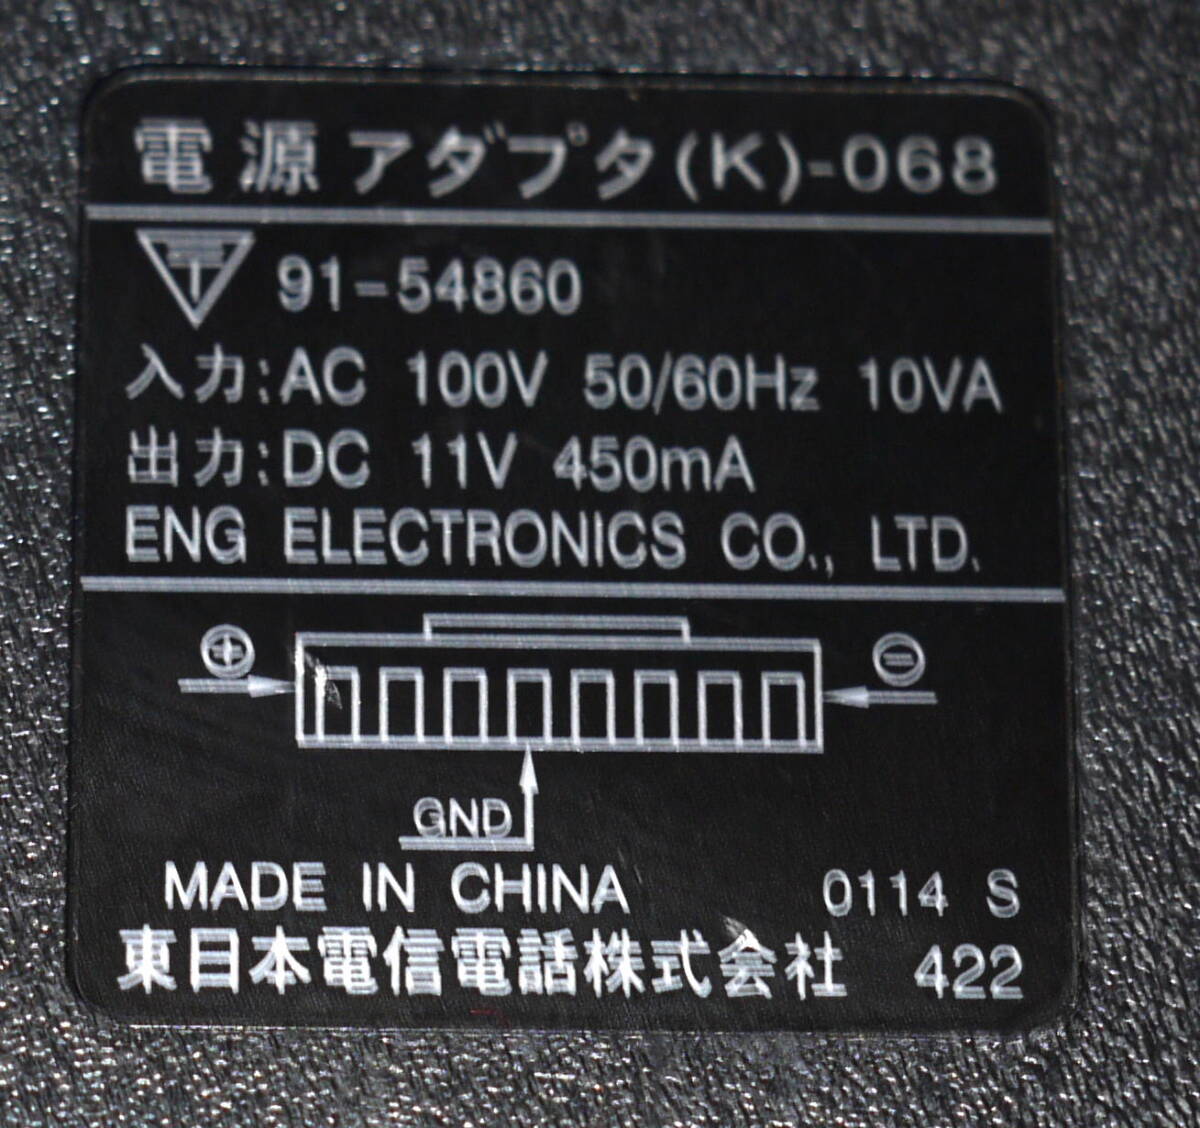 電源アダプタ(K)-068
91-54860
入力:AC 100V 50/60Hz 10VA
出力:DC 11V 450mA
ENG ELECTRONICS CO., LTD.
GND
MADE IN CHINA 0114 S
東日本電信電話株式会社 422